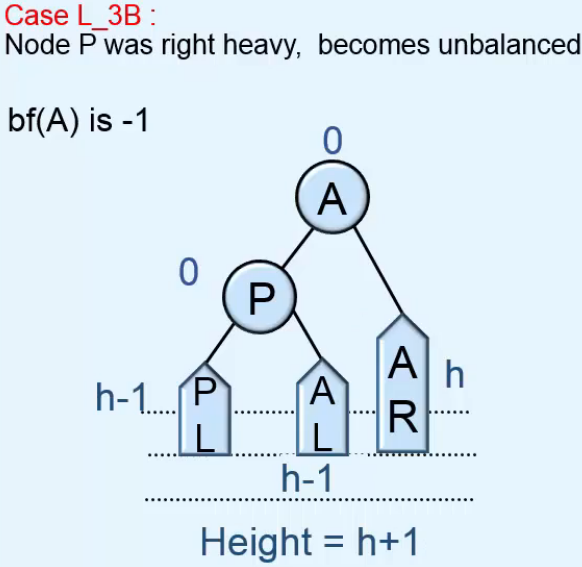 Case L_3B :
Node P was right heavy,  becomes unbalanced
bf(A) is -1
0
A
0
P
h-1
P
L
A
L
A
R
h
h-1
Height = h+1